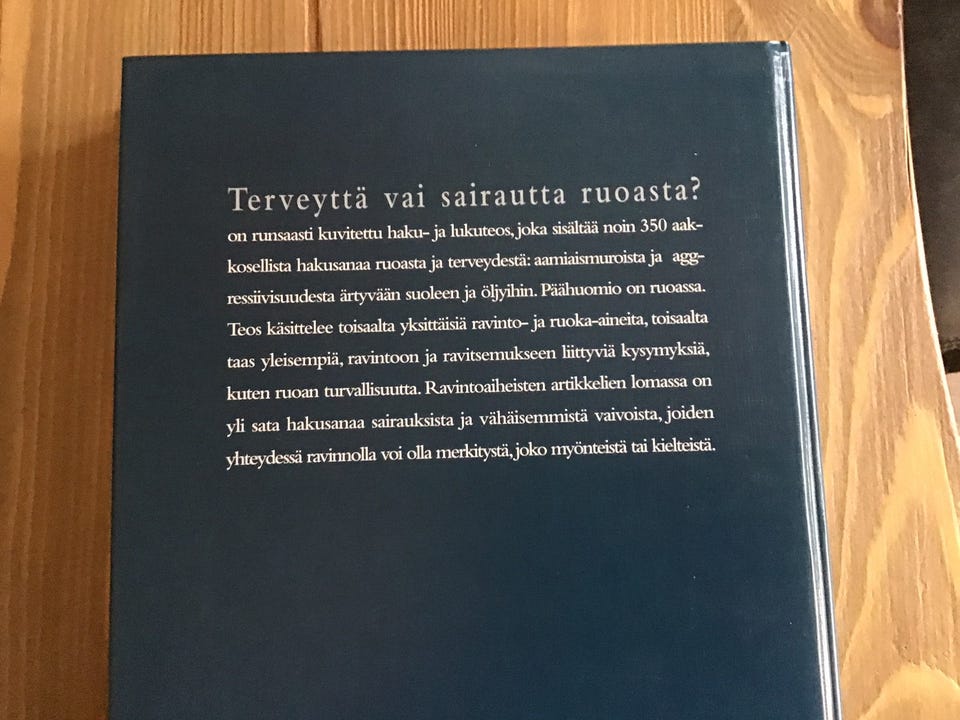 Terveyttä vai sairautta ruoasta?
on runsaasti kuvitettu haku- ja lukuteos, joka sisältää noin 350 aak-
kosellista hakusanaa ruoasta ja terveydestä: aamiaismuroista ja agg-
ressiivisuudesta ärtyvään suoleen ja öljyihin. Päähuomio on ruoassa.
Teos käsittelee toisaalta yksittäisiä ravinto- ja ruoka-aineita, toisaalta
taas yleisempiä, ravintoon ja ravitsemukseen liittyviä kysymyksiä,
kuten ruoan turvallisuutta. Ravintoaiheisten artikkelien lomassa on
yli sata hakusanaa sairauksista ja vähäisemmistä vaivoista, joiden
yhteydessä ravinnolla voi olla merkitystä, joko myönteistä tai kielteistä.